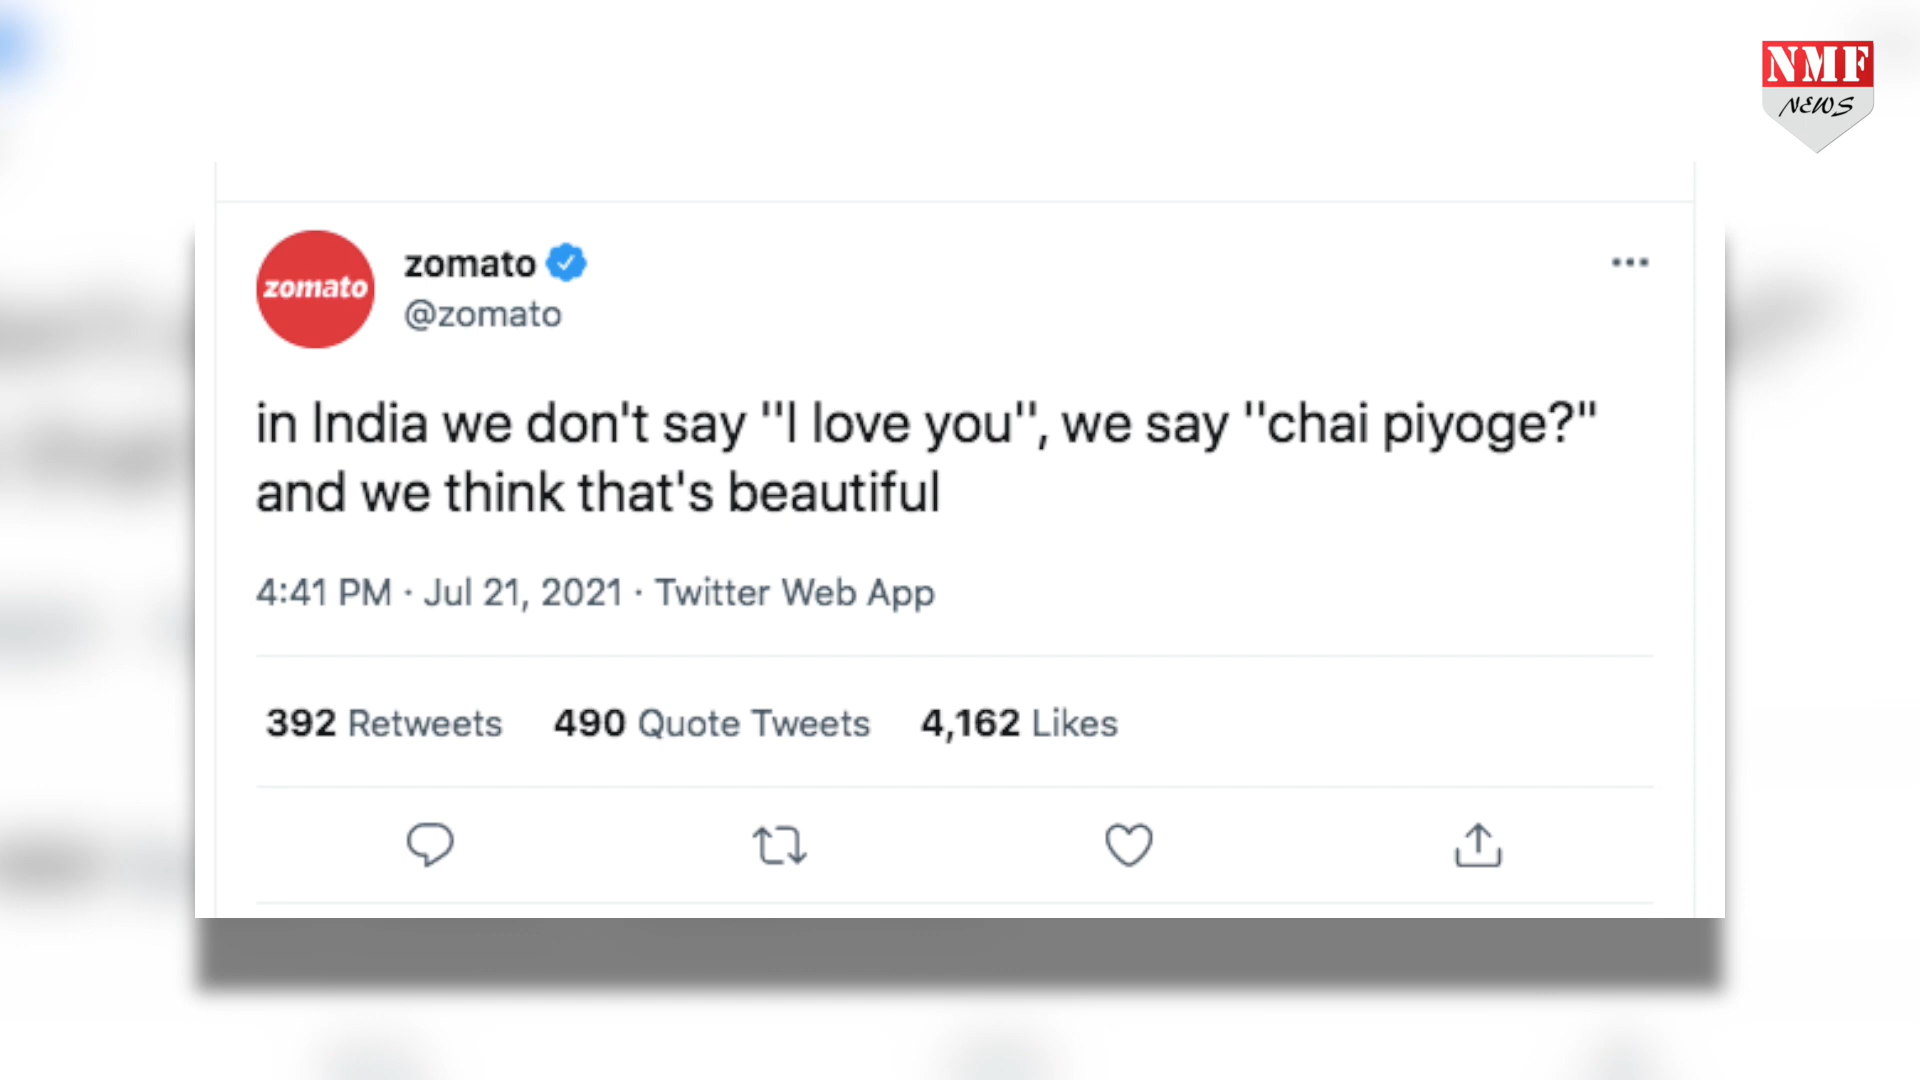 NMF
NEWS
zomato
zomato
@zomato
in India we don't say "I love you", we say "chai piyoge?"
and we think that's beautiful
4:41 PM · Jul 21, 2021 · Twitter Web App
392 Retweets 490 Quote Tweets 4,162 Likes